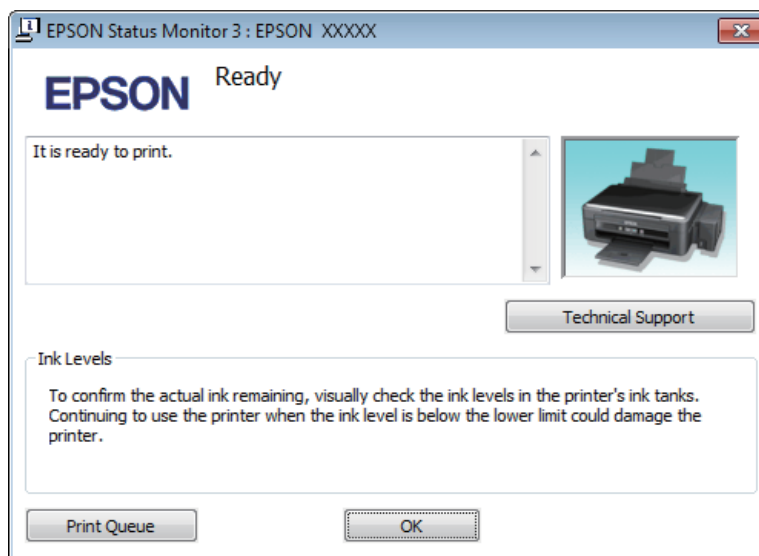 EPSON Status Monitor 3 : EPSON  XXXXX
EPSON
Ready
It is ready to print.
Technical Support
Ink Levels
To confirm the actual ink remaining, visually check the ink levels in the printer's ink tanks.
Continuing to use the printer when the ink level is below the lower limit could damage the
printer.
Print Queue
OK